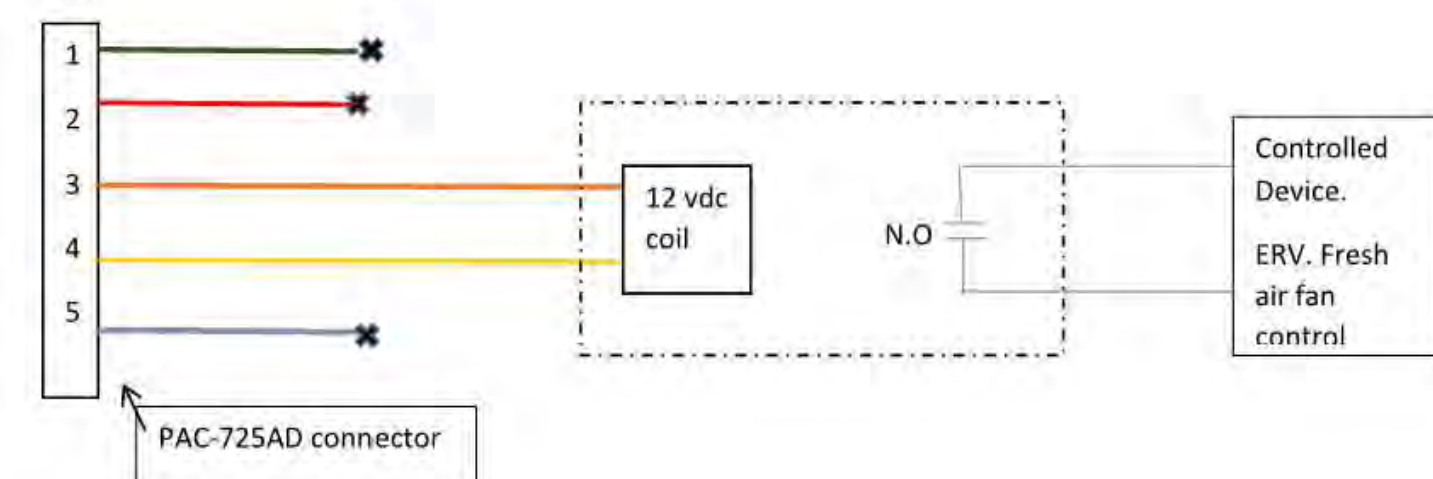 1
2
3
4
5
12 vdc
coil
N.O
Controlled
Device.
ERV. Fresh
air fan
control
PAC-725AD connector